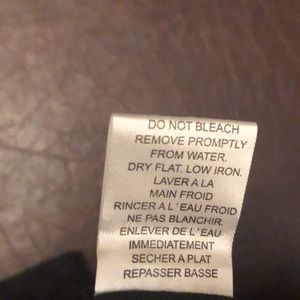 DO NOT BLEACH
REMOVE PROMPTLY
FROM WATER.
DRY FLAT. LOW IRON.
LAVER A LA
MAIN FROID
RINCER A L'EAU FROID
NE PAS BLANCHIR.
ENLEVER DE L'EAU
IMMEDIATEMENT
SECHER A PLAT
REPASSER BASSE